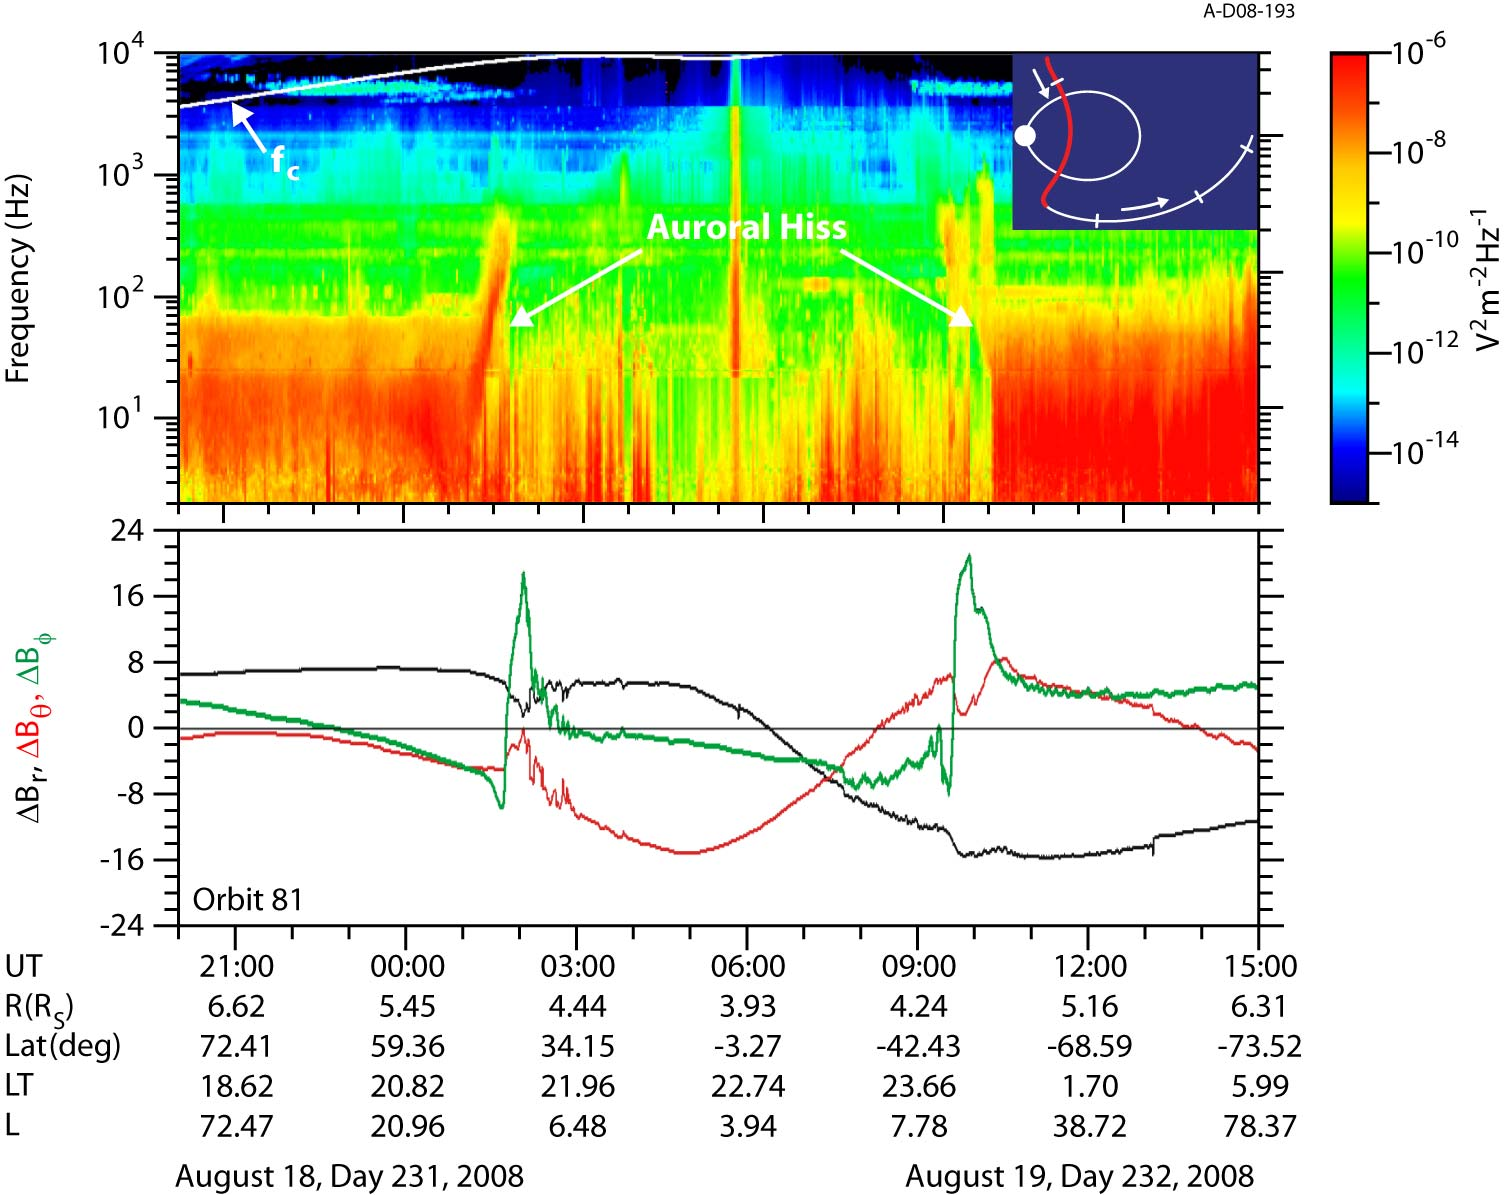 A-D08-193
10^4
10^3
10^2
10^1
Frequency (Hz)
f_c
Auroral Hiss
10^-6
10^-8
10^-10
10^-12
10^-14
V^2 m^-2 Hz^-1
24
16
8
0
-8
-16
-24
ΔB_r, ΔB_θ, ΔB_ϕ
Orbit 81
UT 21:00 00:00 03:00 06:00 09:00 12:00 15:00
R(R_S) 6.62 5.45 4.44 3.93 4.24 5.16 6.31
Lat(deg) 72.41 59.36 34.15 -3.27 -42.43 -68.59 -73.52
LT 18.62 20.82 21.96 22.74 23.66 1.70 5.99
L 72.47 20.96 6.48 3.94 7.78 38.72 78.37
August 18, Day 231, 2008 August 19, Day 232, 2008